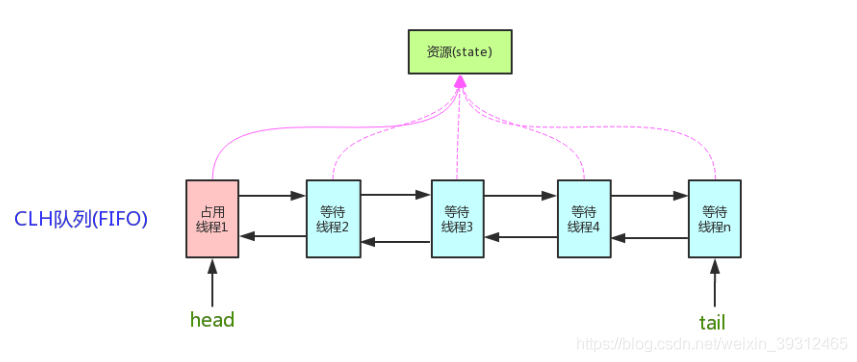 资源(state)
CLH队列(FIFO)
占用
线程1
等待
线程2
等待
线程3
等待
线程4
等待
线程n
head
tail
https://blog.csdn.net/weixin_39312465